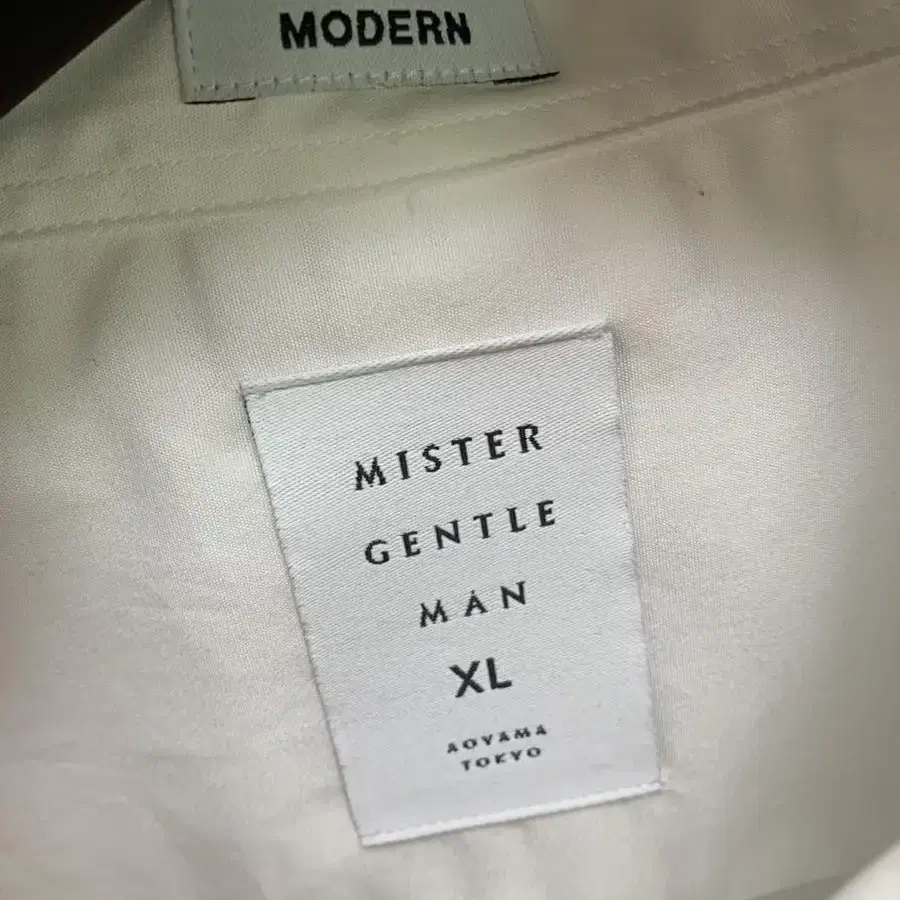 MODERN
MISTER
GENTLE
MAN
XL
AOYAMA
TOKYO